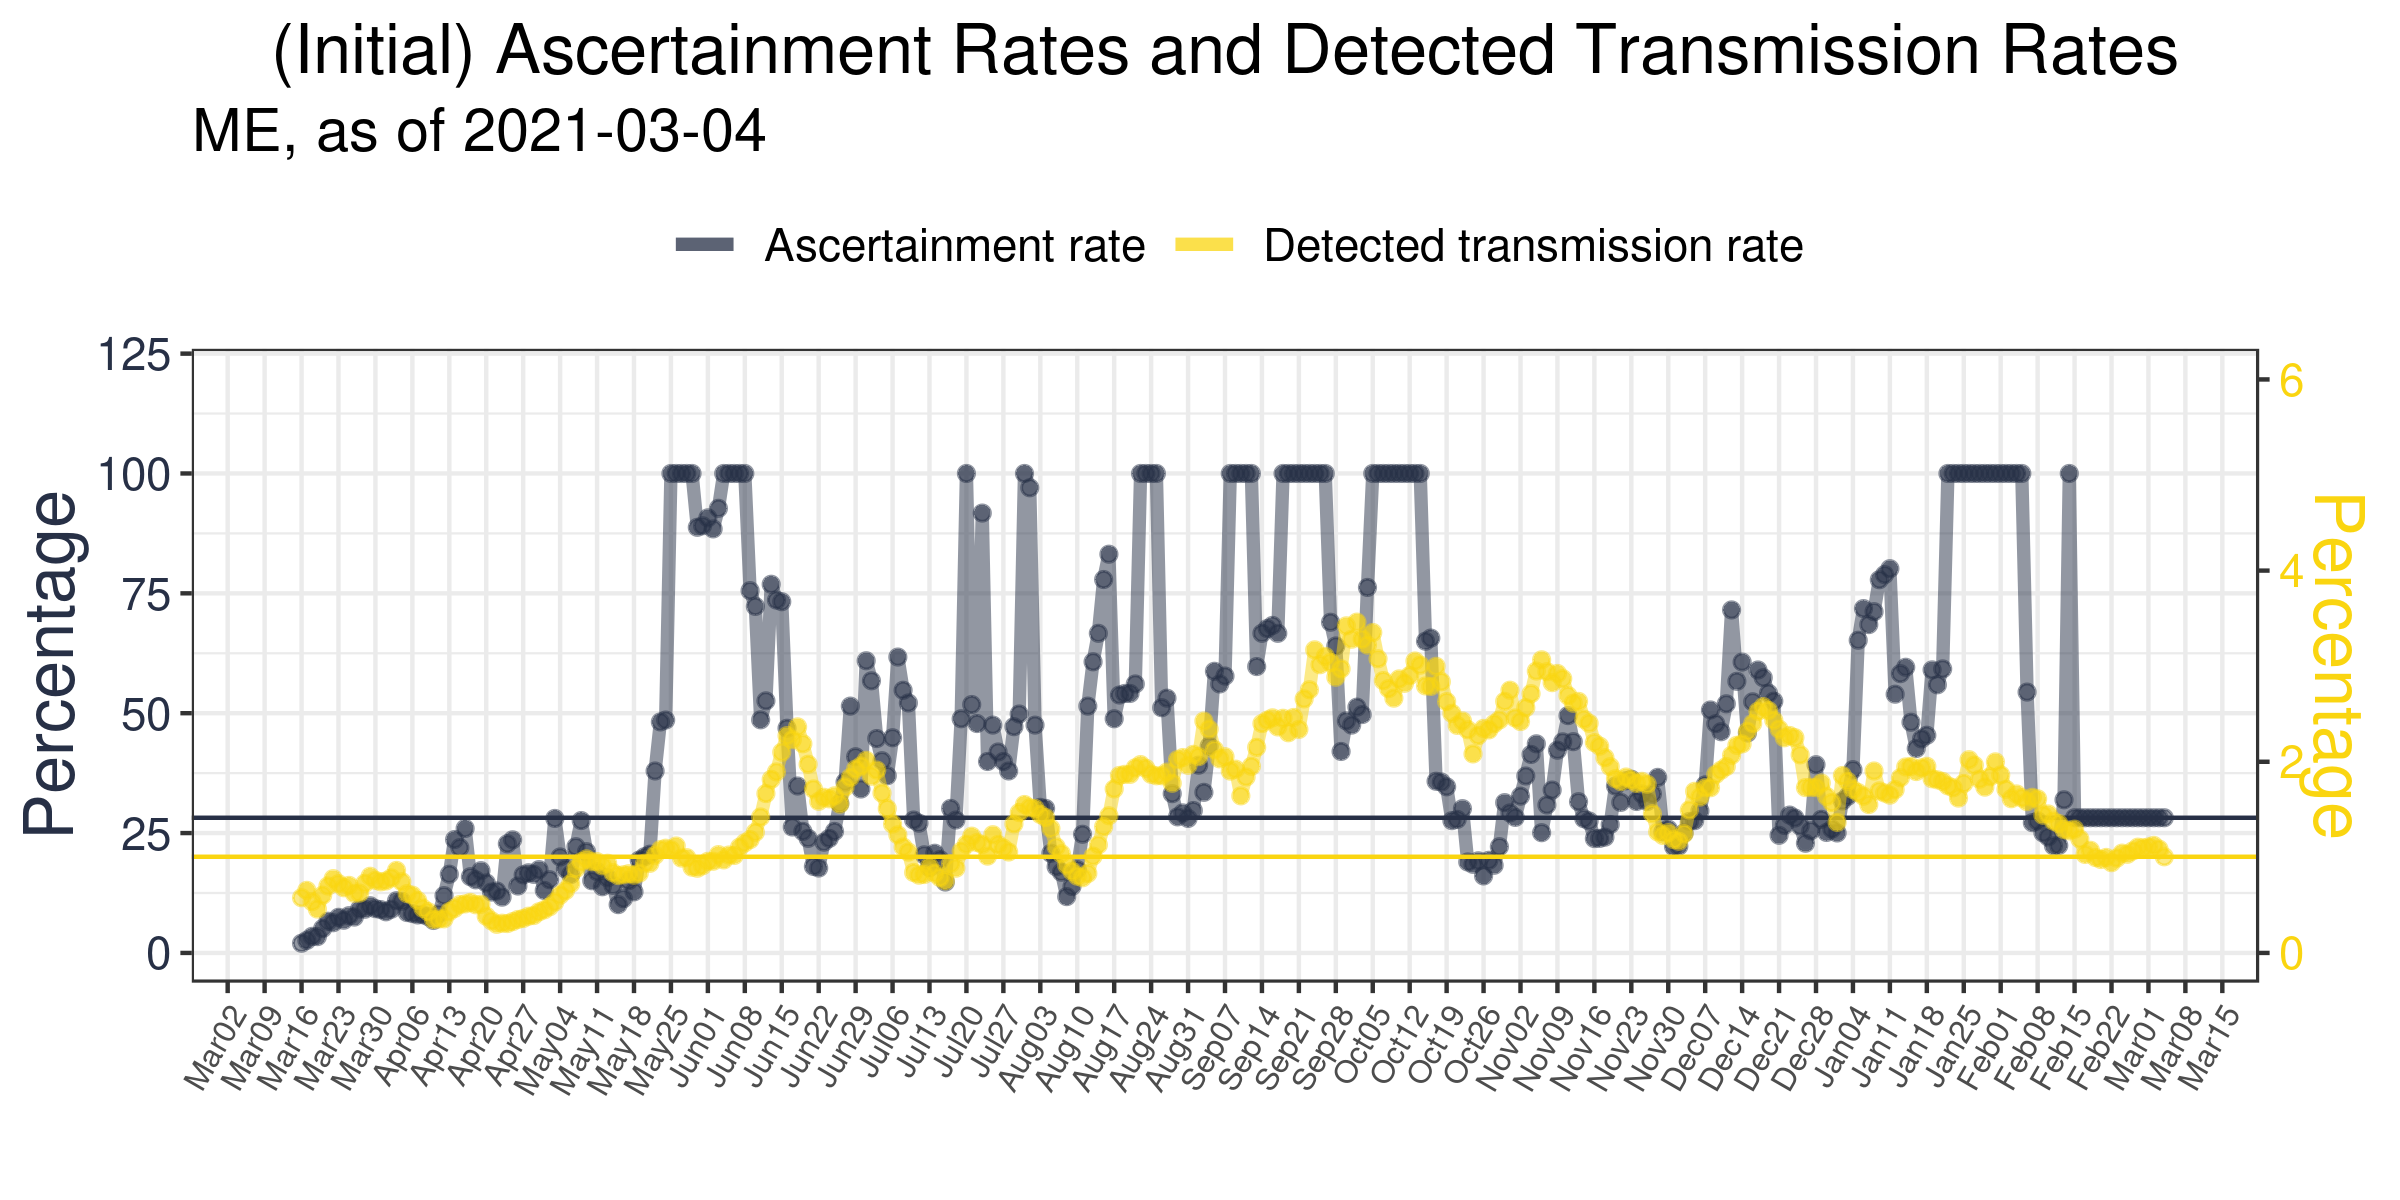 (Initial) Ascertainment Rates and Detected Transmission Rates
ME, as of 2021-03-04
Ascertainment rate
Detected transmission rate
Percentage
125
100
75
50
25
0
6
4
2
0
Percentage
Mar02
Mar09
Mar16
Mar23
Mar30
Apr06
Apr13
Apr20
Apr27
May04
May11
May18
May25
Jun01
Jun08
Jun15
Jun22
Jun29
Jul06
Jul13
Jul20
Jul27
Aug03
Aug10
Aug17
Aug24
Aug31
Sep07
Sep14
Sep21
Sep28
Oct05
Oct12
Oct19
Oct26
Nov02
Nov09
Nov16
Nov23
Nov30
Dec07
Dec14
Dec21
Dec28
Jan04
Jan11
Jan18
Jan25
Feb01
Feb08
Feb15
Feb22
Mar01
Mar08
Mar15